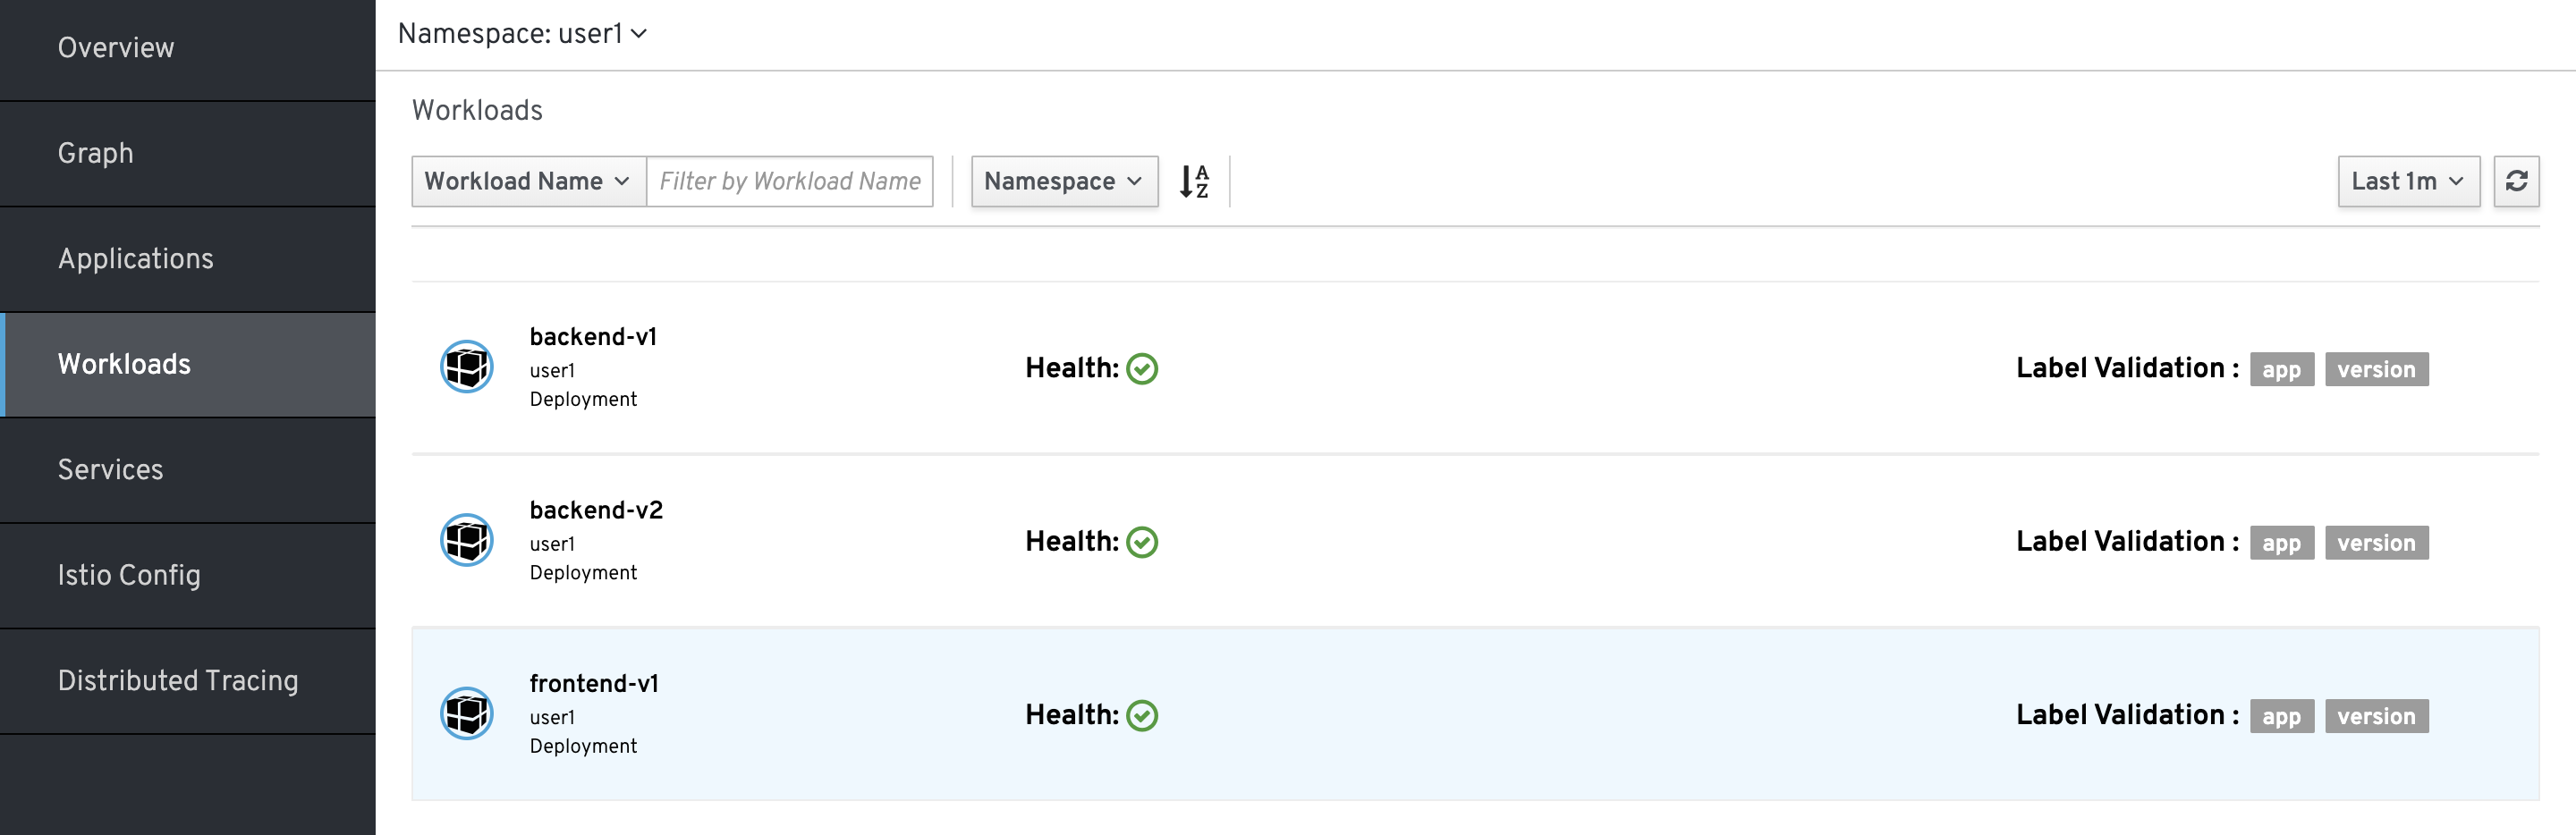 Overview
Graph
Applications
Workloads
Services
Istio Config
Distributed Tracing
Namespace: user1
Workloads
Workload Name Filter by Workload Name Namespace A Z Last 1m
backend-v1
user1
Deployment
Health:
Label Validation : app version
backend-v2
user1
Deployment
Health:
Label Validation : app version
frontend-v1
user1
Deployment
Health:
Label Validation : app version